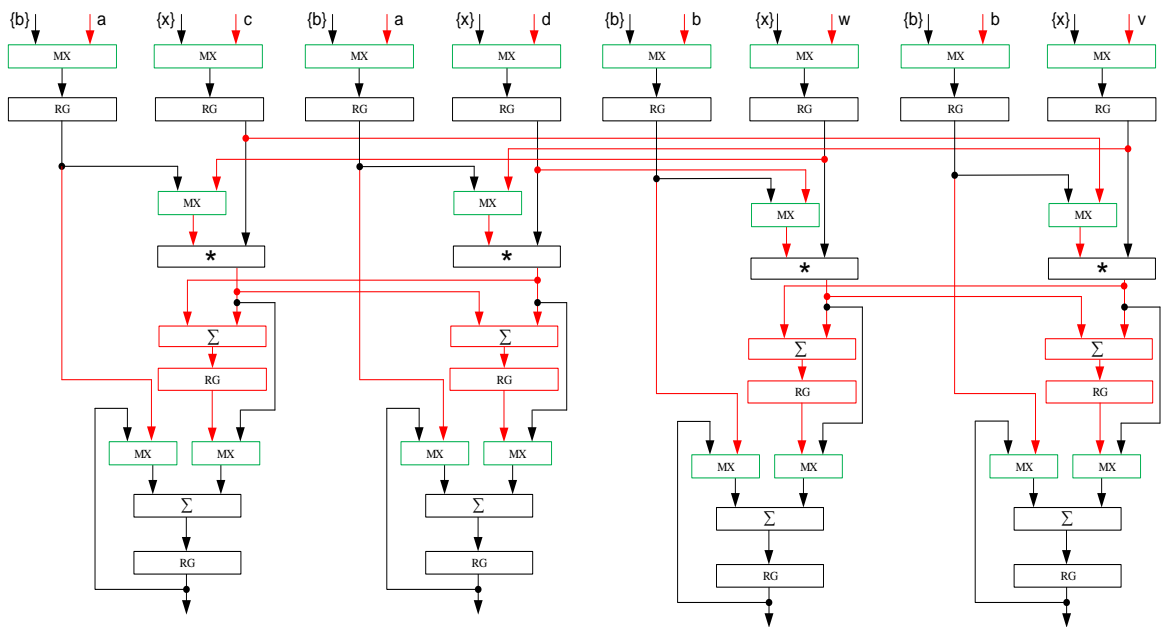 {b} a {x} c {b} a {x} d {b} b {x} w {b} b {x} v
MX MX MX MX MX MX MX MX
RG RG RG RG RG RG RG RG
MX MX MX MX
* * * *
Σ Σ Σ Σ
RG RG RG RG
MX MX MX MX MX MX MX MX
Σ Σ Σ Σ
RG RG RG RG